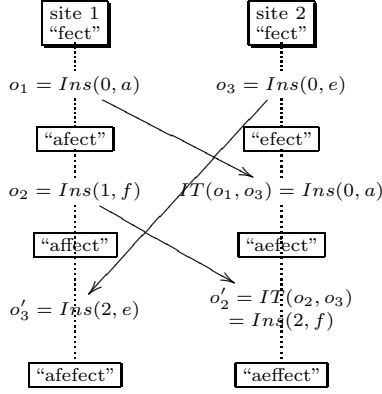 site 1
“fect”
site 2
“fect”
o₁ = Ins(0, a)
o₃ = Ins(0, e)
“afect”
“efect”
o₂ = Ins(1, f)
IT(o₁, o₃) = Ins(0, a)
“affect”
“aefect”
o′₃ = Ins(2, e)
o′₂ = IT(o₂, o₃)
= Ins(2, f)
“afefect”
“aeffect”